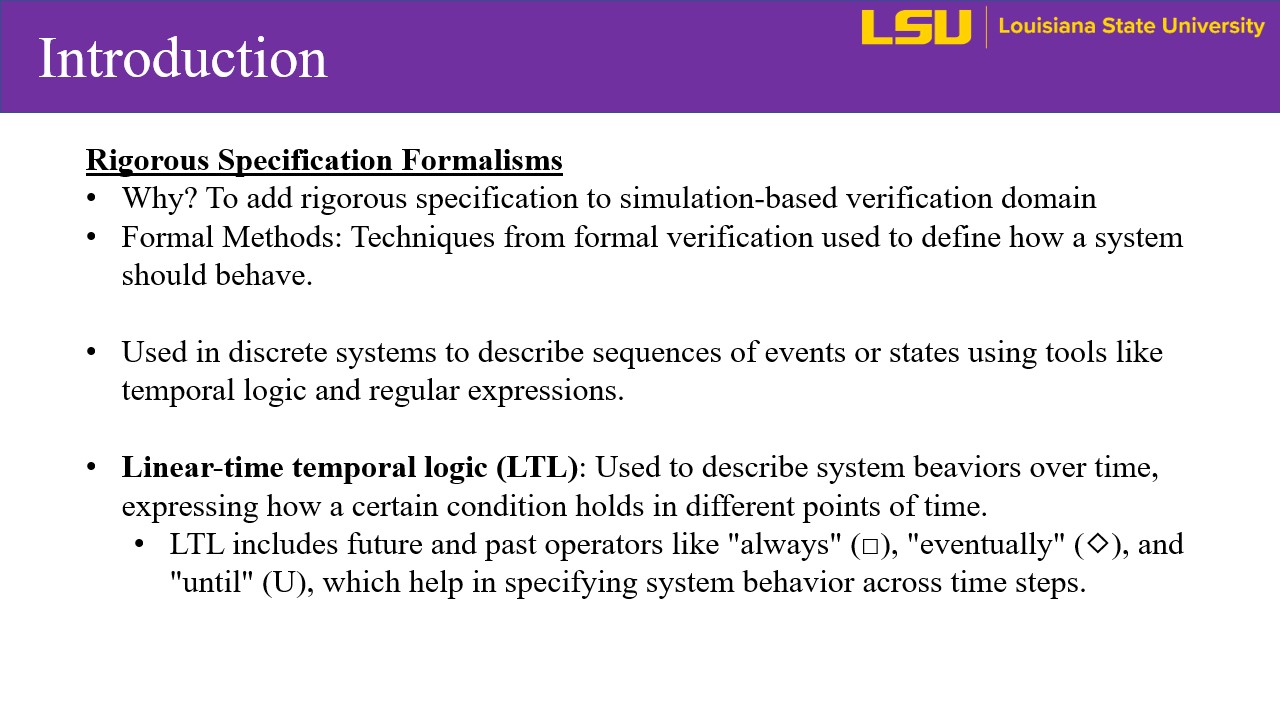 Introduction
LSU | Louisiana State University
Rigorous Specification Formalisms
• Why? To add rigorous specification to simulation-based verification domain
• Formal Methods: Techniques from formal verification used to define how a system
should behave.
• Used in discrete systems to describe sequences of events or states using tools like
temporal logic and regular expressions.
• Linear-time temporal logic (LTL): Used to describe system beaviors over time,
expressing how a certain condition holds in different points of time.
• LTL includes future and past operators like "always" (□), "eventually" (◇), and
"until" (U), which help in specifying system behavior across time steps.